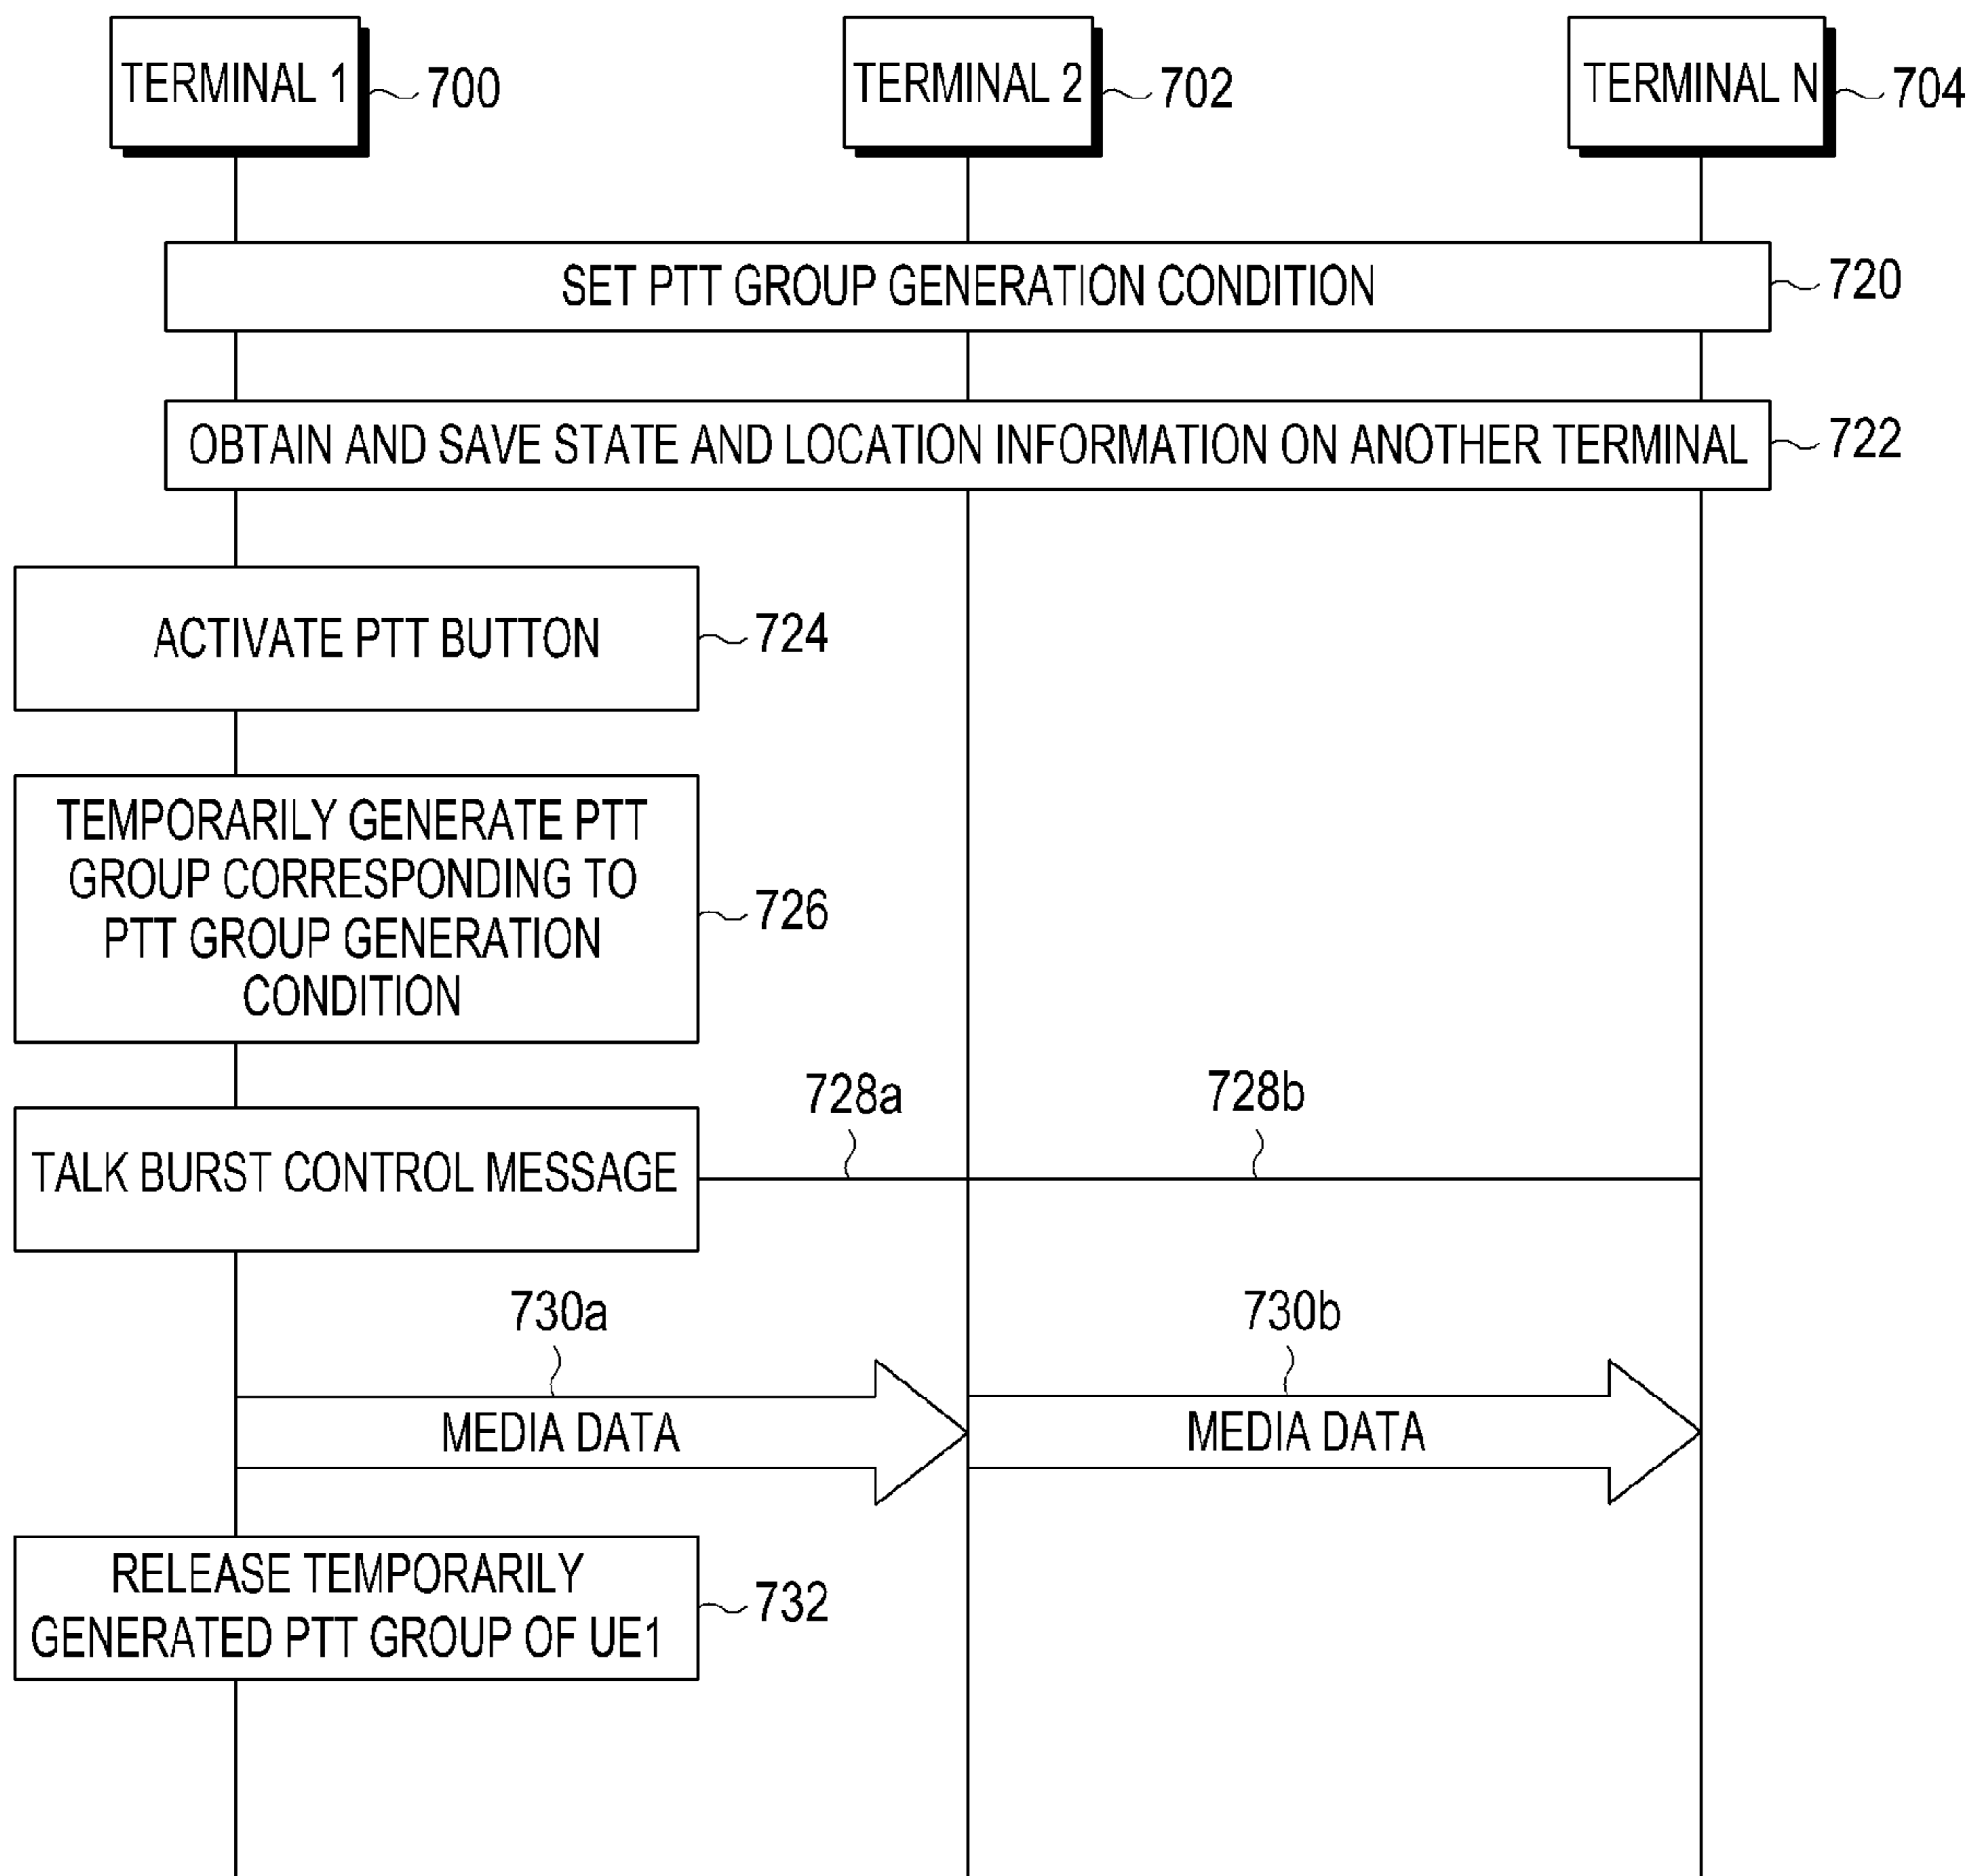 TERMINAL 1
700
TERMINAL 2
702
TERMINAL N
704
SET PTT GROUP GENERATION CONDITION
720
OBTAIN AND SAVE STATE AND LOCATION INFORMATION ON ANOTHER TERMINAL
722
ACTIVATE PTT BUTTON
724
TEMPORARILY GENERATE PTT
GROUP CORRESPONDING TO
PTT GROUP GENERATION
CONDITION
726
728a
728b
TALK BURST CONTROL MESSAGE
730a
730b
MEDIA DATA
MEDIA DATA
RELEASE TEMPORARILY
GENERATED PTT GROUP OF UE1
732